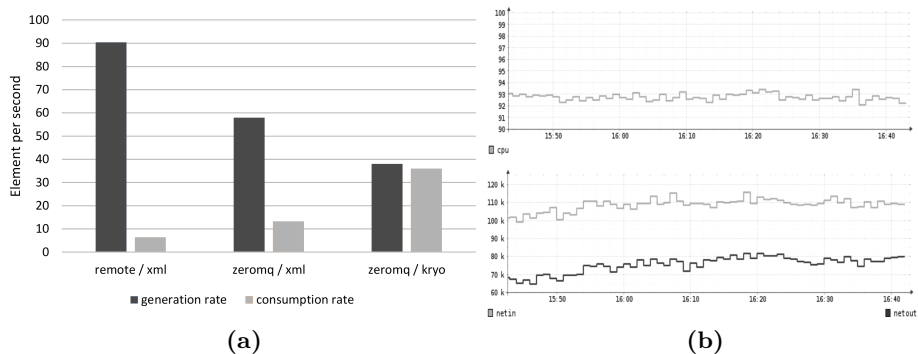 100
90
80
70
60
50
40
30
20
10
0
Element per second
remote / xml
zeromq / xml
zeromq / kryo
generation rate
consumption rate
(a)
100
99
98
97
96
95
94
93
92
91
90
15:50
16:00
16:10
16:20
16:30
16:40
cpu
120 k
110 k
100 k
90 k
80 k
70 k
60 k
15:50
16:00
16:10
16:20
16:30
16:40
netin
netout
(b)